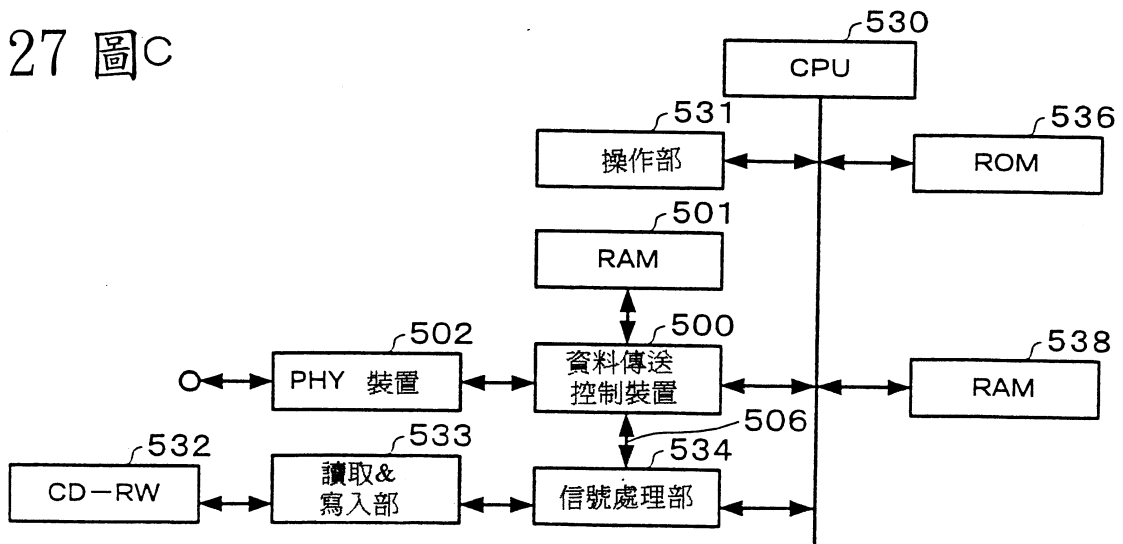 27 圖C
530
CPU
531
操作部
536
ROM
501
RAM
502
PHY 裝置
500
資料傳送
控制裝置
538
RAM
506
532
CD-RW
533
讀取&
寫入部
534
信號處理部